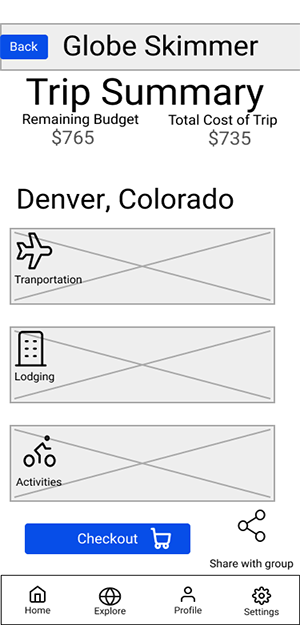 Back
Globe Skimmer
Trip Summary
Remaining Budget
Total Cost of Trip
$765
$735
Denver, Colorado
Tranportation
Lodging
Activities
Checkout
Share with group
Home
Explore
Profile
Settings